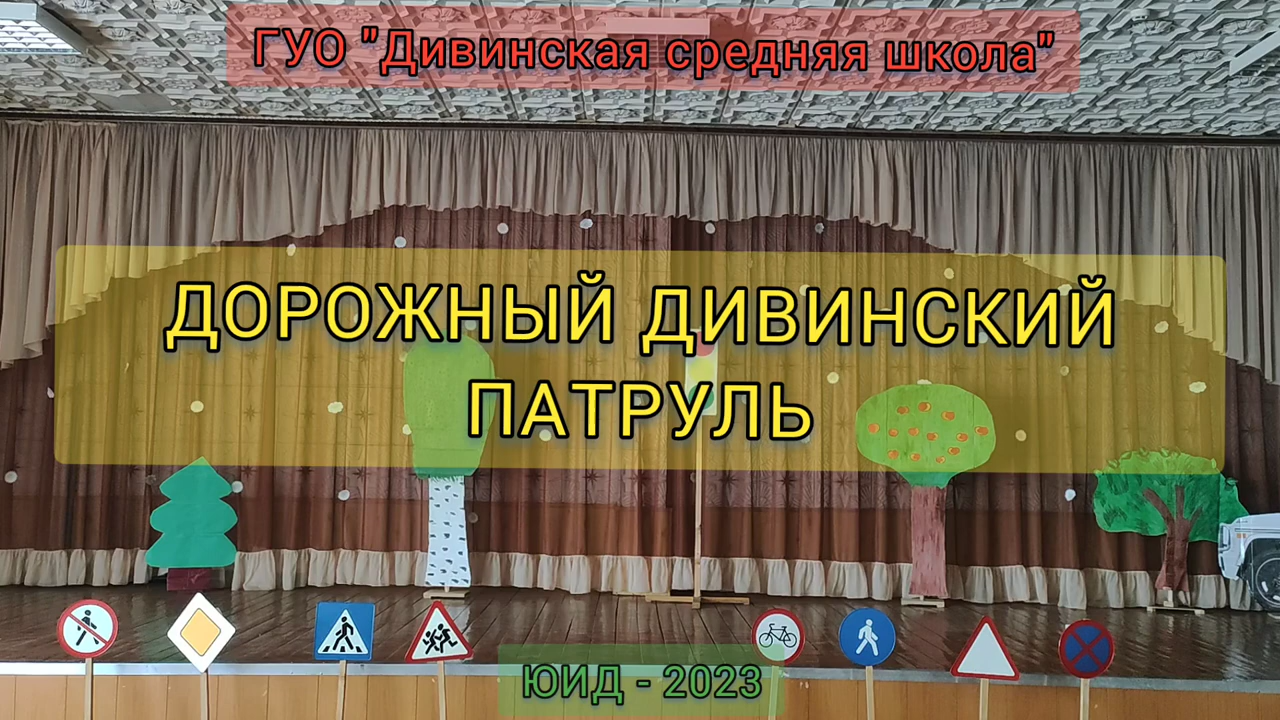 ГУО "Дивинская средняя школа"
ДОРОЖНЫЙ ДИВИНСКИЙ
ПАТРУЛЬ
ЮИД - 2023